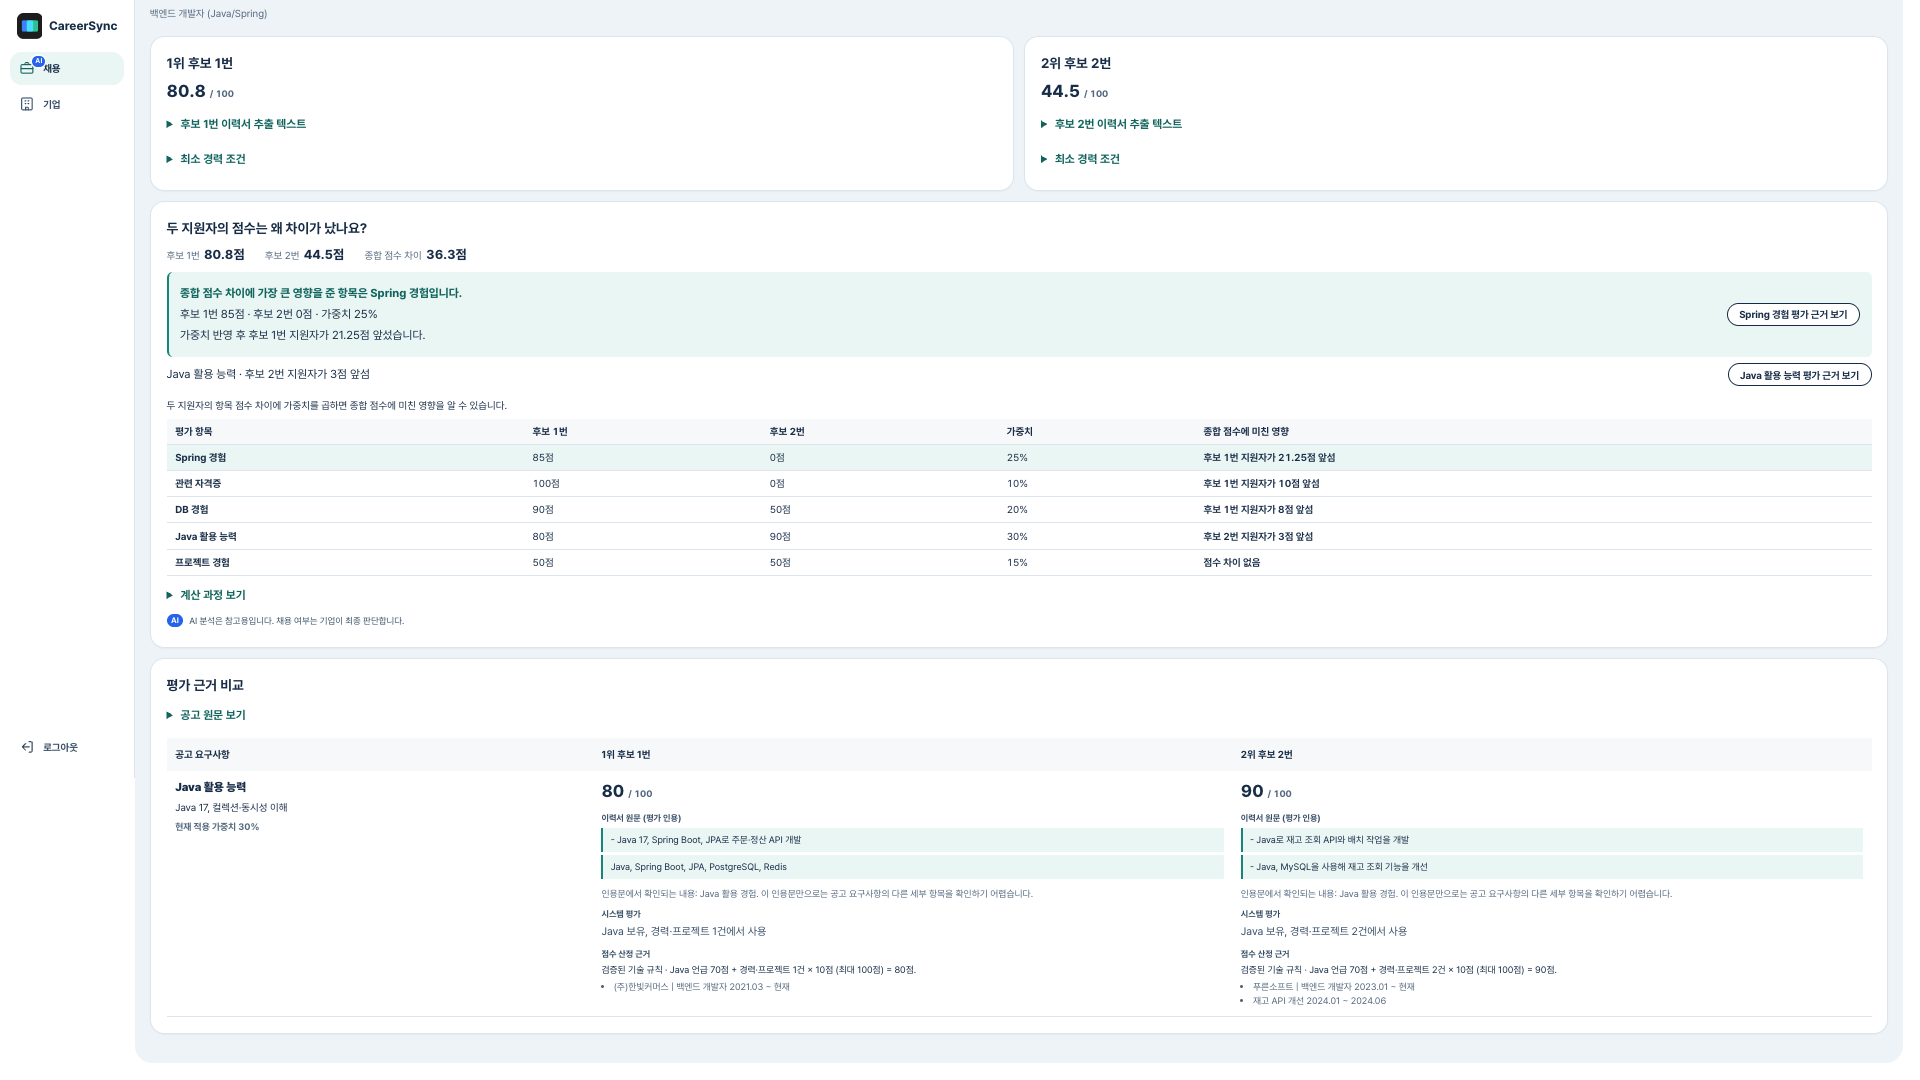 CareerSync
AI
채용
기업
로그아웃
백엔드 개발자 (Java/Spring)
1위 후보 1번
80.8 / 100
▶ 후보 1번 이력서 추출 텍스트
▶ 최소 경력 조건
2위 후보 2번
44.5 / 100
▶ 후보 2번 이력서 추출 텍스트
▶ 최소 경력 조건
두 지원자의 점수는 왜 차이가 났나요?
후보 1번 80.8점 후보 2번 44.5점 종합 점수 차이 36.3점
종합 점수 차이에 가장 큰 영향을 준 항목은 Spring 경험입니다.
후보 1번 85점 · 후보 2번 0점 · 가중치 25%
가중치 반영 후 후보 1번 지원자가 21.25점 앞섰습니다.
Spring 경험 평가 근거 보기
Java 활용 능력 · 후보 2번 지원자가 3점 앞섬
Java 활용 능력 평가 근거 보기
두 지원자의 항목 점수 차이에 가중치를 곱하면 종합 점수에 미친 영향을 알 수 있습니다.
평가 항목 후보 1번 후보 2번 가중치 종합 점수에 미친 영향
Spring 경험 85점 0점 25% 후보 1번 지원자가 21.25점 앞섬
관련 자격증 100점 0점 10% 후보 1번 지원자가 10점 앞섬
DB 경험 90점 50점 20% 후보 1번 지원자가 8점 앞섬
Java 활용 능력 80점 90점 30% 후보 2번 지원자가 3점 앞섬
프로젝트 경험 50점 50점 15% 점수 차이 없음
▶ 계산 과정 보기
AI AI 분석은 참고용입니다. 채용 여부는 기업이 최종 판단합니다.
평가 근거 비교
▶ 공고 원문 보기
공고 요구사항 1위 후보 1번 2위 후보 2번
Java 활용 능력
Java 17, 컬렉션·동시성 이해
현재 적용 가중치 30%
80 / 100
이력서 원문 (평가 인용)
- Java 17, Spring Boot, JPA로 주문·정산 API 개발
Java, Spring Boot, JPA, PostgreSQL, Redis
인용문에서 확인되는 내용: Java 활용 경험. 이 인용문만으로는 공고 요구사항의 다른 세부 항목을 확인하기 어렵습니다.
시스템 평가
Java 보유, 경력·프로젝트 1건에서 사용
점수 산정 근거
검증된 기술 규칙 · Java 언급 70점 + 경력·프로젝트 1건 × 10점 (최대 100점) = 80점.
• (주)한빛커머스 | 백엔드 개발자 2021.03 ~ 현재
90 / 100
이력서 원문 (평가 인용)
- Java로 재고 조회 API와 배치 작업을 개발
- Java, MySQL을 사용해 재고 조회 기능을 개선
인용문에서 확인되는 내용: Java 활용 경험. 이 인용문만으로는 공고 요구사항의 다른 세부 항목을 확인하기 어렵습니다.
시스템 평가
Java 보유, 경력·프로젝트 2건에서 사용
점수 산정 근거
검증된 기술 규칙 · Java 언급 70점 + 경력·프로젝트 2건 × 10점 (최대 100점) = 90점.
• 푸른소프트 | 백엔드 개발자 2023.01 ~ 현재
• 재고 API 개선 2024.01 ~ 2024.06